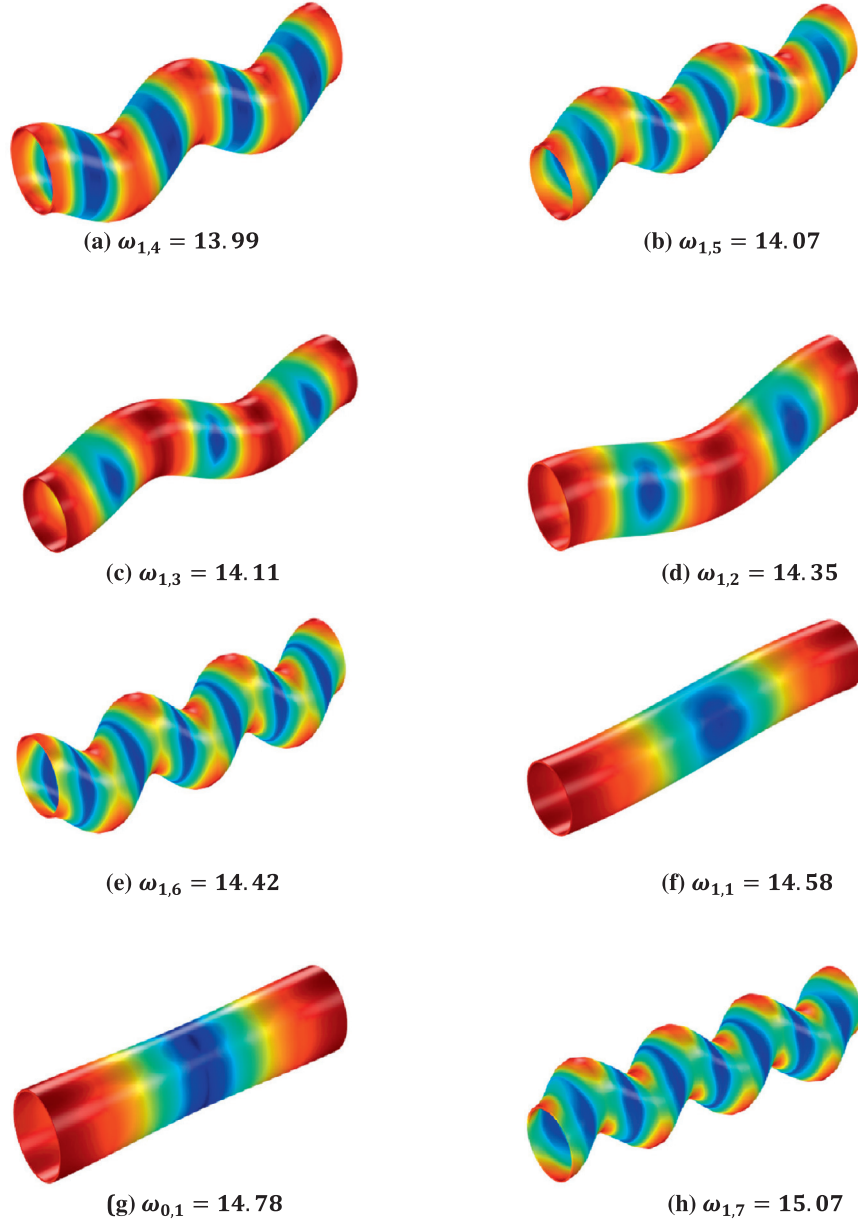 (a) ω₁,₄ = 13.99
(b) ω₁,₅ = 14.07
(c) ω₁,₃ = 14.11
(d) ω₁,₂ = 14.35
(e) ω₁,₆ = 14.42
(f) ω₁,₁ = 14.58
(g) ω₀,₁ = 14.78
(h) ω₁,₇ = 15.07